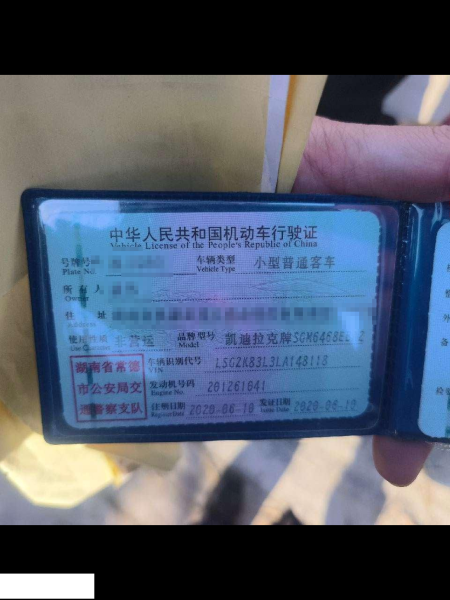 中华人民共和国机动车行驶证
Vehicle License of the People's Republic of China
号牌号
Plate No.
车辆类型
Vehicle Type
小型普通客车
所有人
Owner
住址
Address
使用性质
Use Character
非营运
品牌型号
Model
凯迪拉克牌SGM6468
湖南省常德
市公安局交
通警察支队
车辆识别代号
VIN
LSGZK83L3LA148118
发动机号码
Engine No.
201261041
注册日期
Register Date
2020-06-10
发证日期
Issue Date
2020-06-10